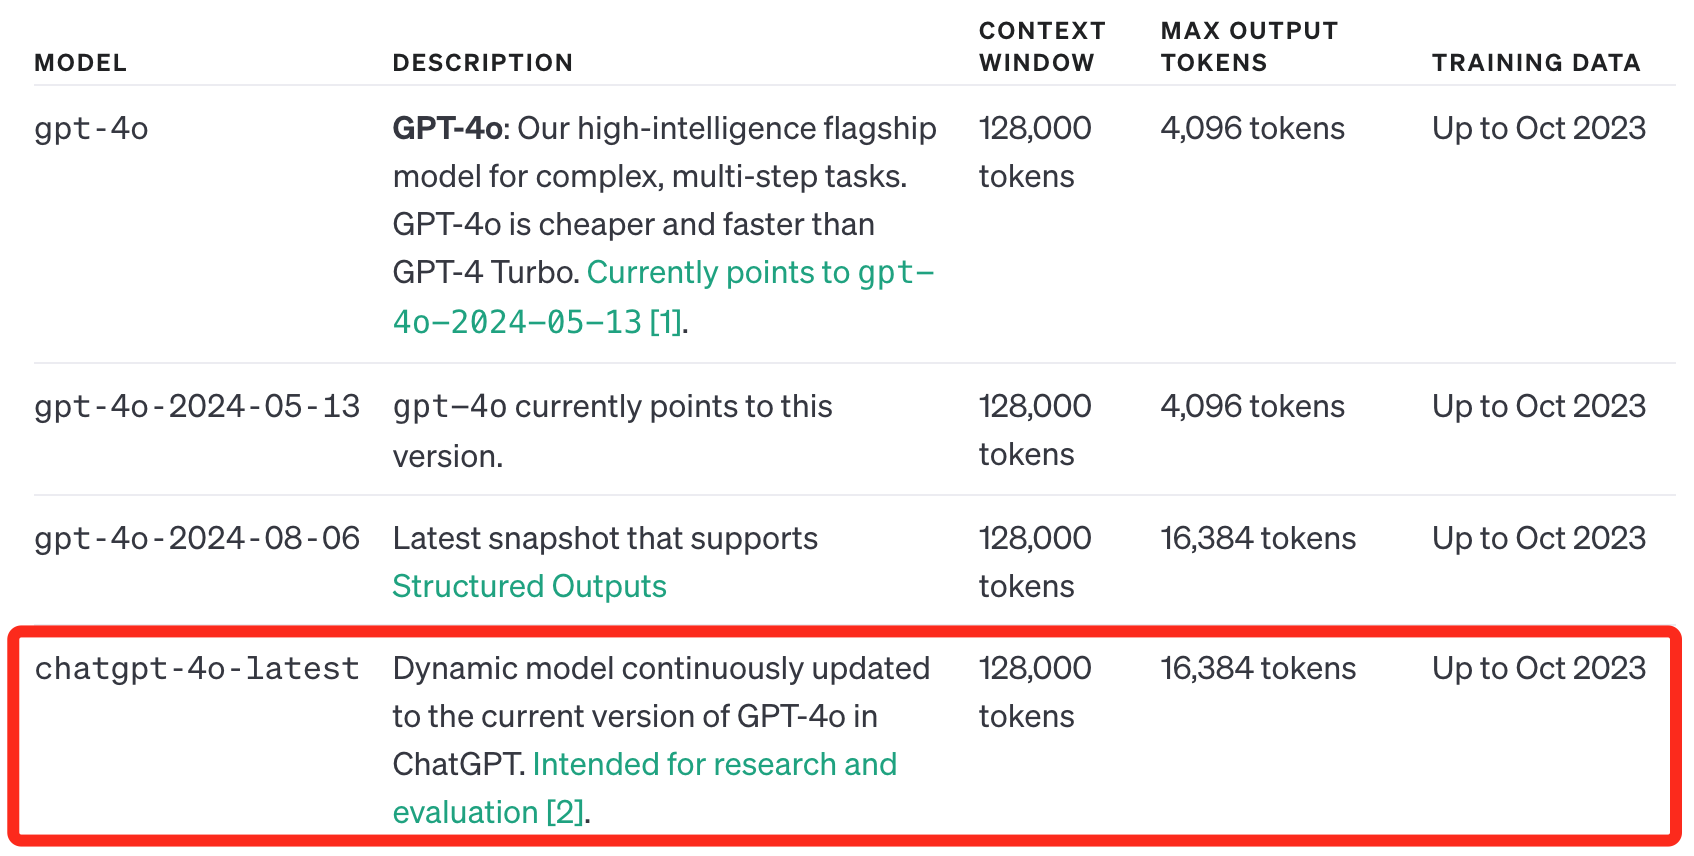 MODEL DESCRIPTION CONTEXT WINDOW MAX OUTPUT TOKENS TRAINING DATA
gpt-4o GPT-4o: Our high-intelligence flagship 128,000 4,096 tokens Up to Oct 2023
model for complex, multi-step tasks. tokens
GPT-4o is cheaper and faster than
GPT-4 Turbo. Currently points to gpt-
4o-2024-05-13 [1].
gpt-4o-2024-05-13 gpt-4o currently points to this 128,000 4,096 tokens Up to Oct 2023
version. tokens
gpt-4o-2024-08-06 Latest snapshot that supports 128,000 16,384 tokens Up to Oct 2023
Structured Outputs tokens
chatgpt-4o-latest Dynamic model continuously updated 128,000 16,384 tokens Up to Oct 2023
to the current version of GPT-4o in tokens
ChatGPT. Intended for research and
evaluation [2].